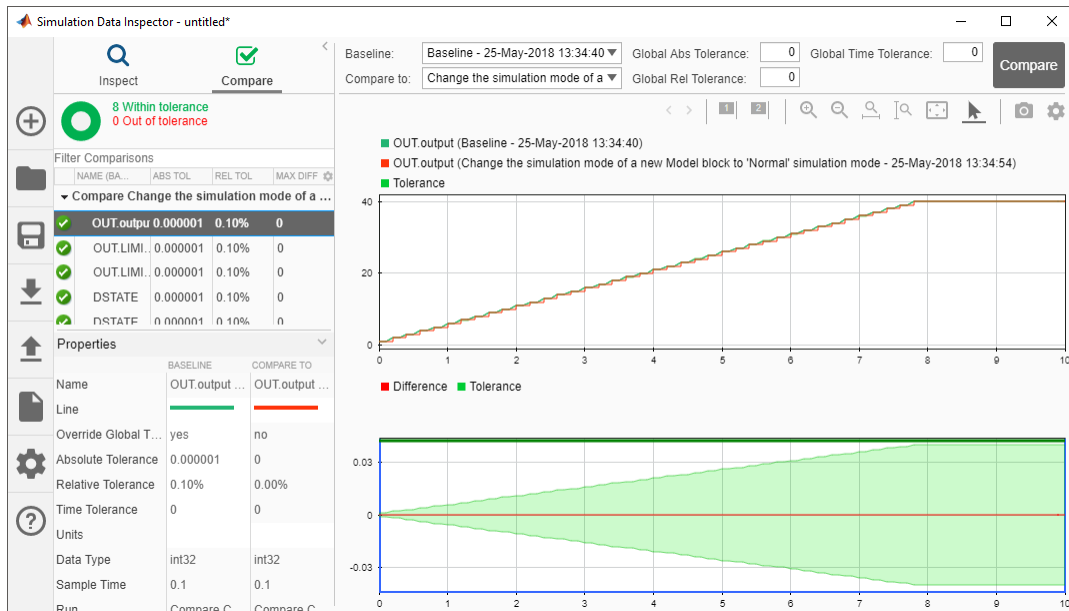 Simulation Data Inspector - untitled*
Inspect
Compare
Baseline:
Baseline - 25-May-2018 13:34:40
Global Abs Tolerance:
0
Global Time Tolerance:
0
Compare to:
Change the simulation mode of a
Global Rel Tolerance:
0
Compare
8 Within tolerance
0 Out of tolerance
Filter Comparisons
NAME (BA...
ABS TOL
REL TOL
MAX DIFF
Compare Change the simulation mode of a ...
OUT.outpu 0.000001 0.10% 0
OUT.LIMI... 0.000001 0.10% 0
OUT.LIMI... 0.000001 0.10% 0
DSTATE 0.000001 0.10% 0
DSTATE 0.000001 0.10% 0
Properties
BASELINE COMPARE TO
Name OUT.output ... OUT.output ...
Line
Override Global T... yes no
Absolute Tolerance 0.000001 0
Relative Tolerance 0.10% 0.00%
Time Tolerance 0 0
Units
Data Type int32 int32
Sample Time 0.1 0.1
Run Compare C... Compare C...
1 2
OUT.output (Baseline - 25-May-2018 13:34:40)
OUT.output (Change the simulation mode of a new Model block to 'Normal' simulation mode - 25-May-2018 13:34:54)
Tolerance
40
20
0
0 1 2 3 4 5 6 7 8 9 10
Difference Tolerance
0.03
0
-0.03
0 1 2 3 4 5 6 7 8 9 10